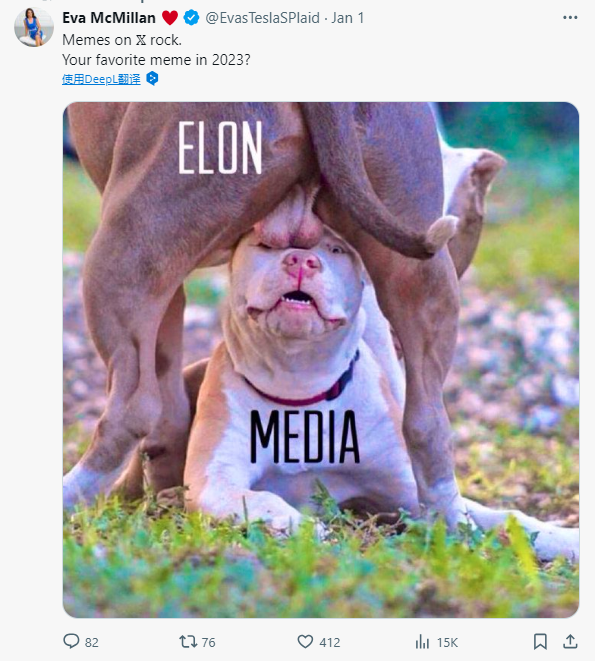 Eva McMillan ❤️ @EvasTeslaSPlaid · Jan 1
Memes on 𝕏 rock.
Your favorite meme in 2023?
使用DeepL翻译
ELON
MEDIA
82 76 412 15K